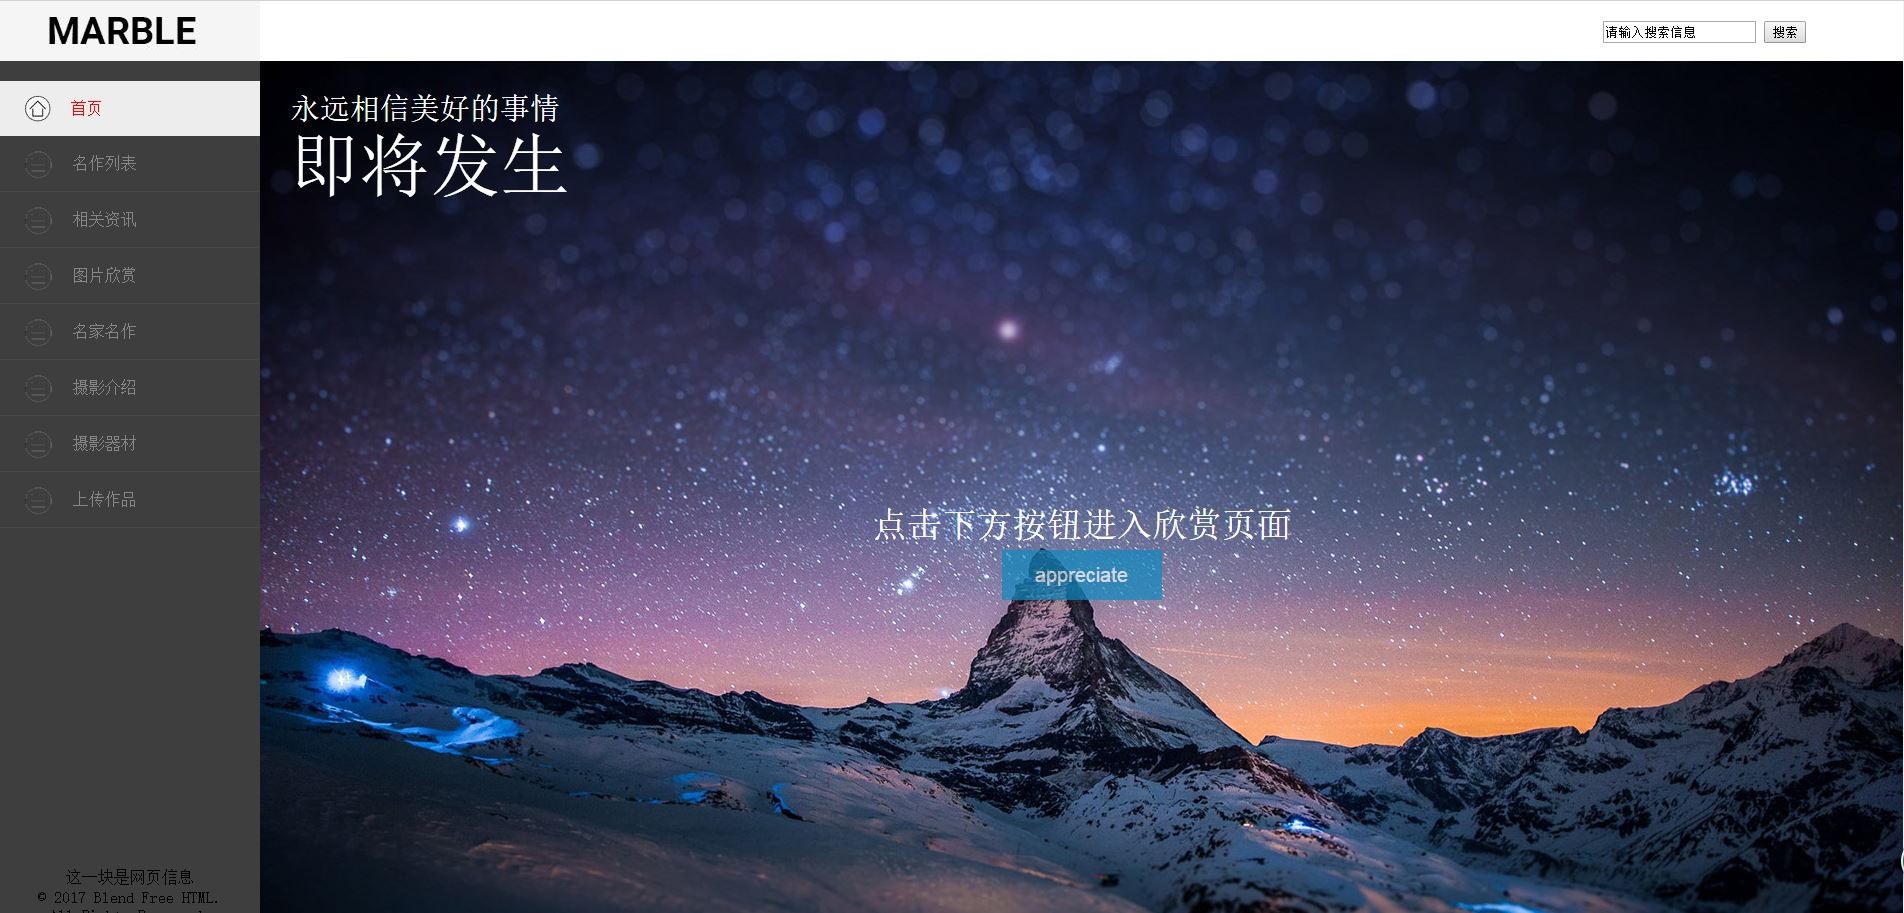 MARBLE
请输入搜索信息 搜索
首页
名作列表
相关资讯
图片欣赏
名家名作
摄影介绍
摄影器材
上传作品
永远相信美好的事情
即将发生
点击下方按钮进入欣赏页面
appreciate
这一块是网页信息
© 2017 Blend Free HTML.